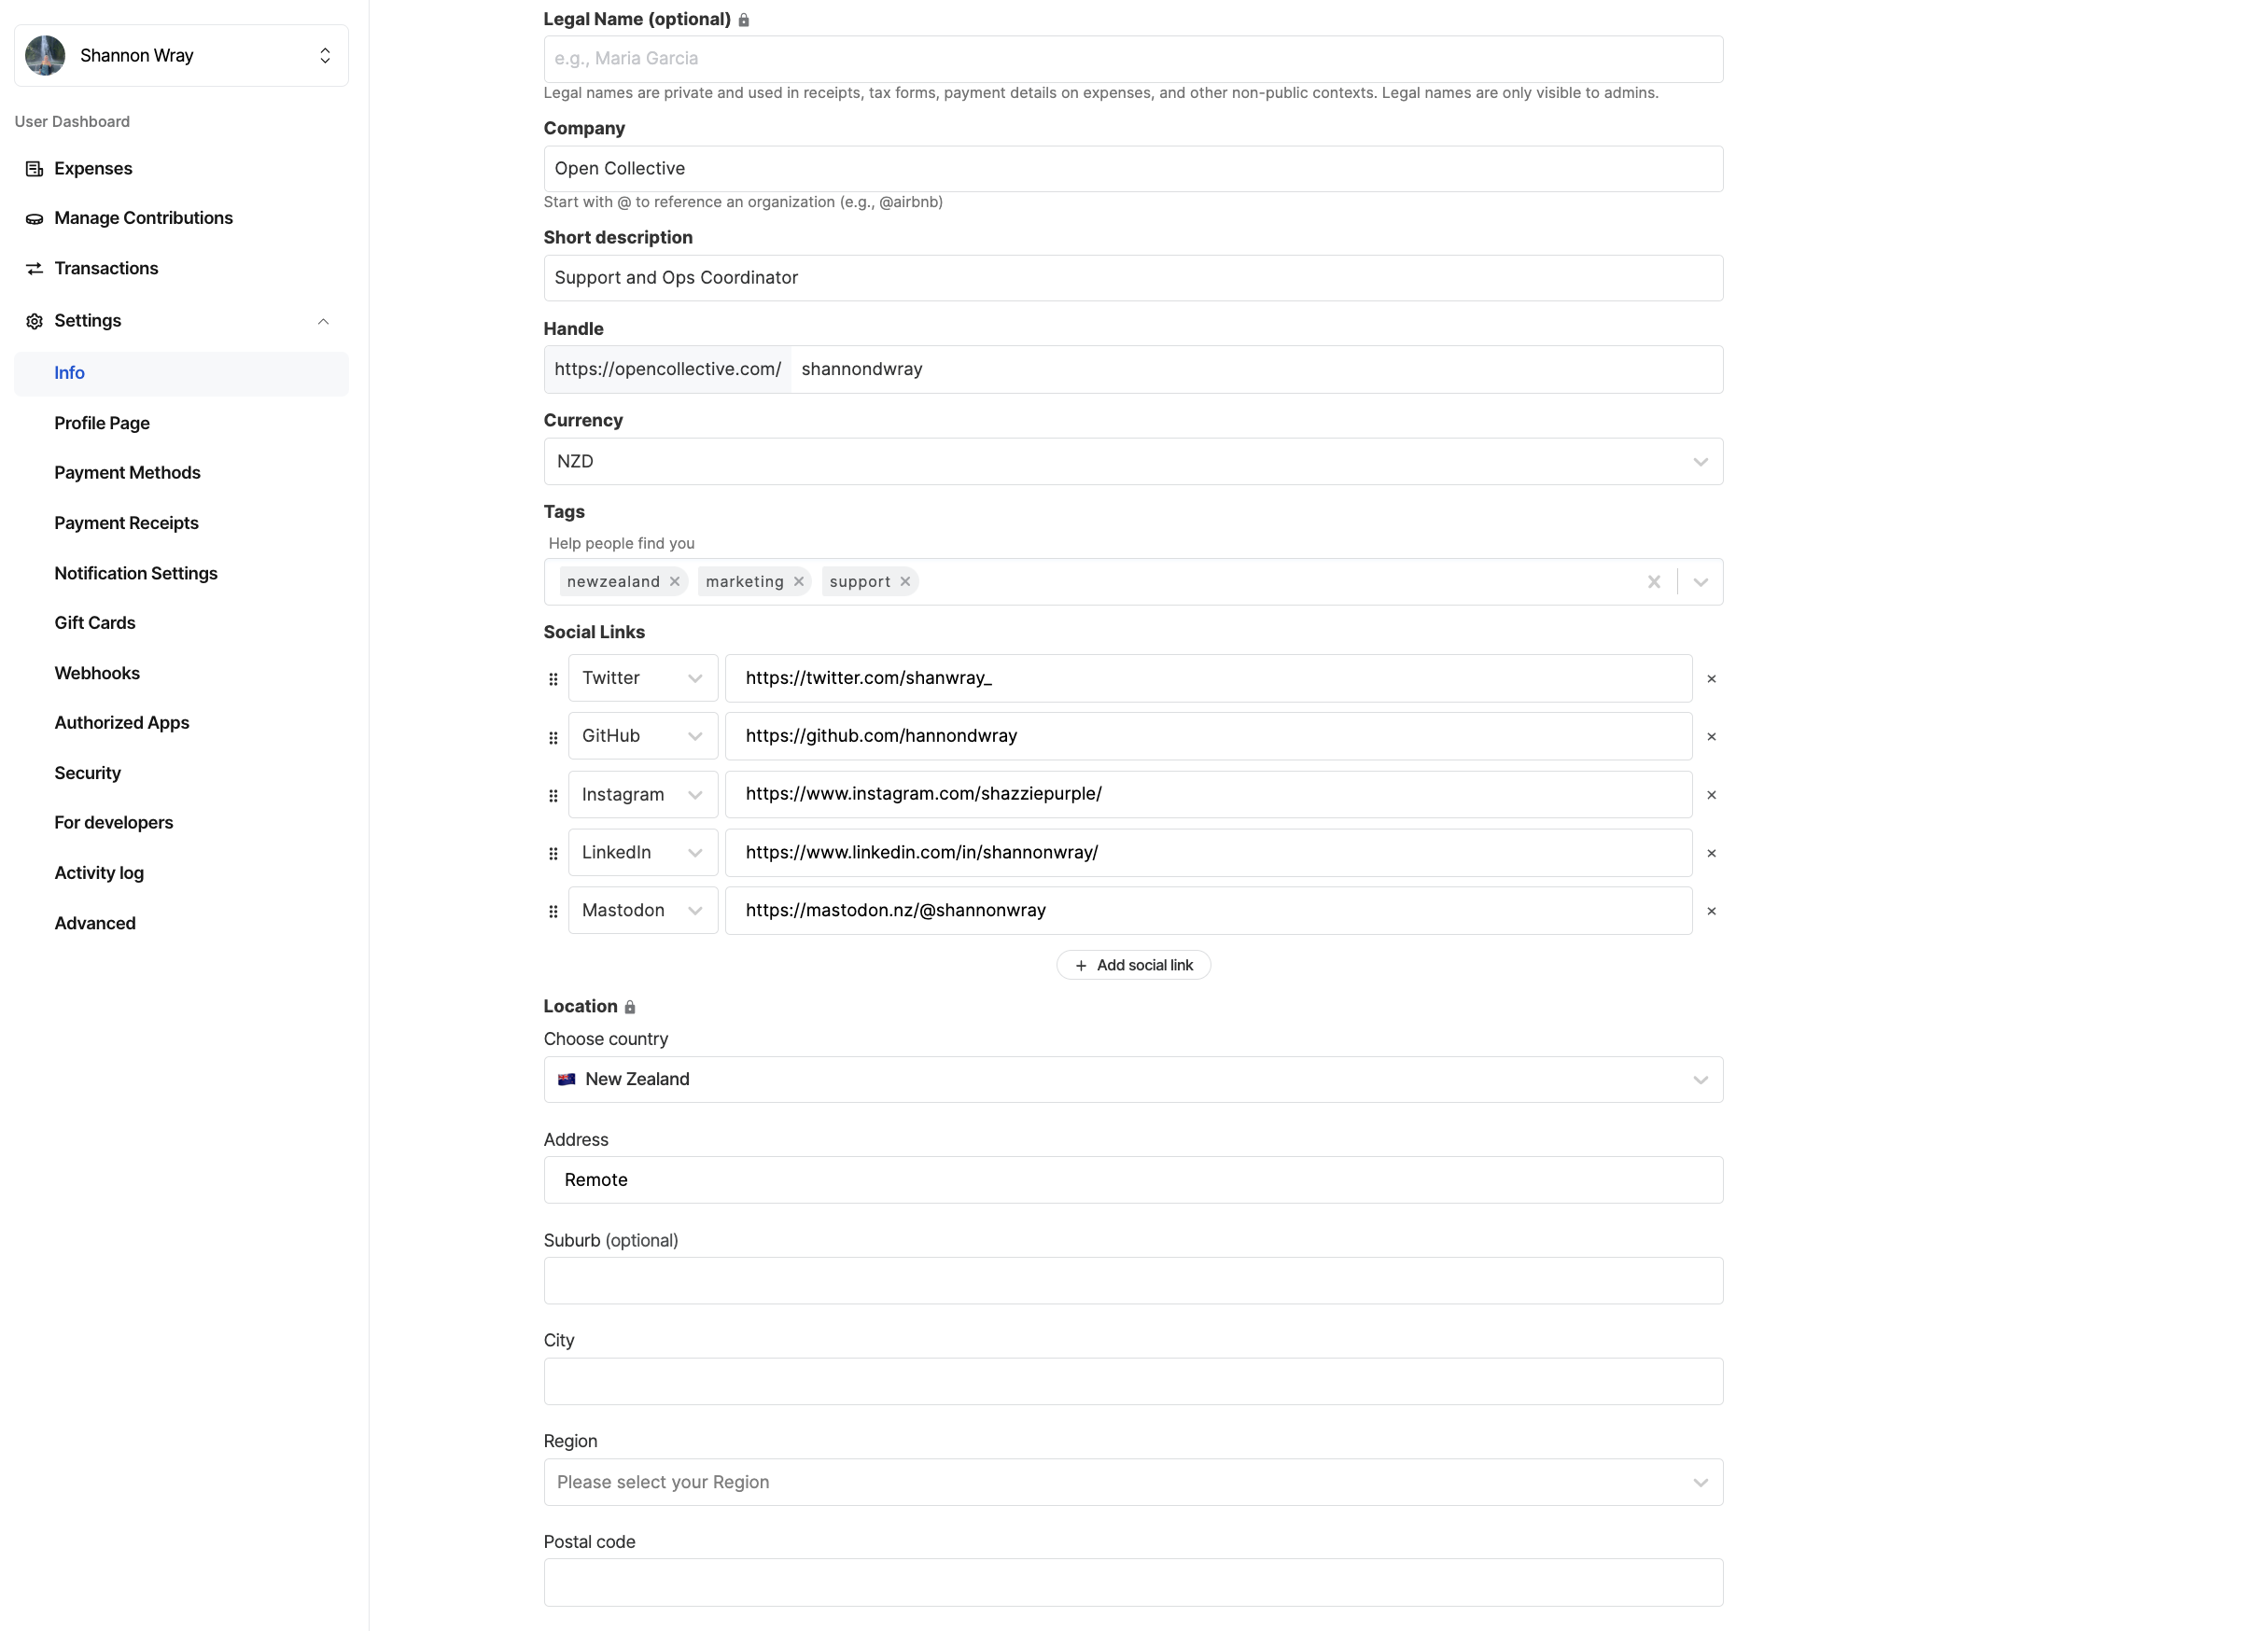 Shannon Wray
User Dashboard
Expenses
Manage Contributions
Transactions
Settings
Info
Profile Page
Payment Methods
Payment Receipts
Notification Settings
Gift Cards
Webhooks
Authorized Apps
Security
For developers
Activity log
Advanced
Legal Name (optional)
e.g., Maria Garcia
Legal names are private and used in receipts, tax forms, payment details on expenses, and other non-public contexts. Legal names are only visible to admins.
Company
Open Collective
Start with @ to reference an organization (e.g., @airbnb)
Short description
Support and Ops Coordinator
Handle
https://opencollective.com/ shannondwray
Currency
NZD
Tags
Help people find you
newzealand × marketing × support ×
Social Links
Twitter https://twitter.com/shanwray_
GitHub https://github.com/hannondwray
Instagram https://www.instagram.com/shazziepurple/
LinkedIn https://www.linkedin.com/in/shannonwray/
Mastodon https://mastodon.nz/@shannonwray
+ Add social link
Location
Choose country
New Zealand
Address
Remote
Suburb (optional)
City
Region
Please select your Region
Postal code